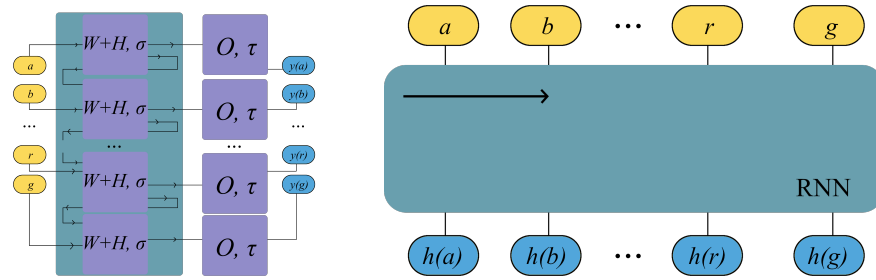 W+H, σ
O, τ
a
y(a)
b
W+H, σ
O, τ
y(b)
...
...
...
...
r
W+H, σ
O, τ
y(r)
g
y(g)
W+H, σ
O, τ
a
b
...
r
g
RNN
h(a)
h(b)
...
h(r)
h(g)